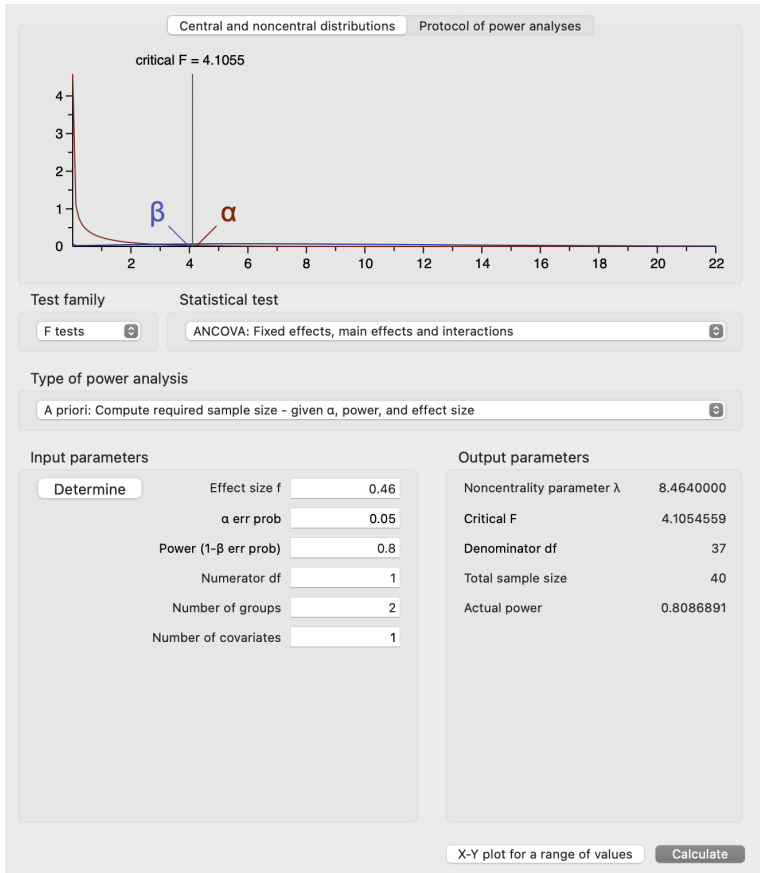 Central and noncentral distributions Protocol of power analyses
critical F = 4.1055
4
3
2
1
0
β α
2 4 6 8 10 12 14 16 18 20 22
Test family Statistical test
F tests ANCOVA: Fixed effects, main effects and interactions
Type of power analysis
A priori: Compute required sample size - given α, power, and effect size
Input parameters Output parameters
Determine Effect size f 0.46 Noncentrality parameter λ 8.4640000
α err prob 0.05 Critical F 4.1054559
Power (1-β err prob) 0.8 Denominator df 37
Numerator df 1 Total sample size 40
Number of groups 2 Actual power 0.8086891
Number of covariates 1
X-Y plot for a range of values Calculate